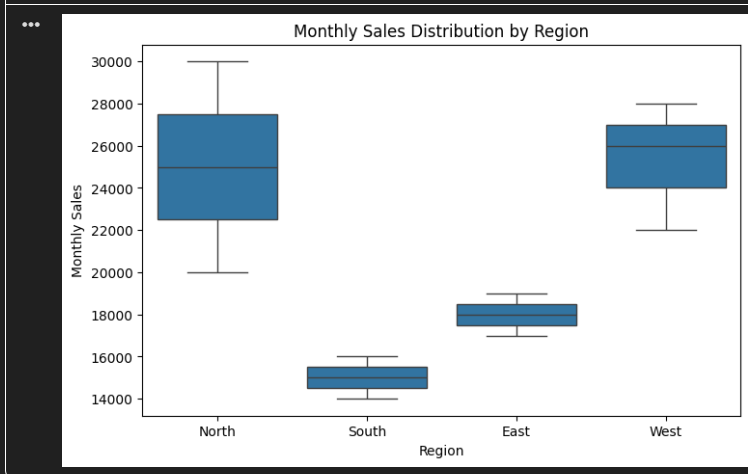 Monthly Sales Distribution by Region
Monthly Sales
30000
28000
26000
24000
22000
20000
18000
16000
14000
North South East West
Region